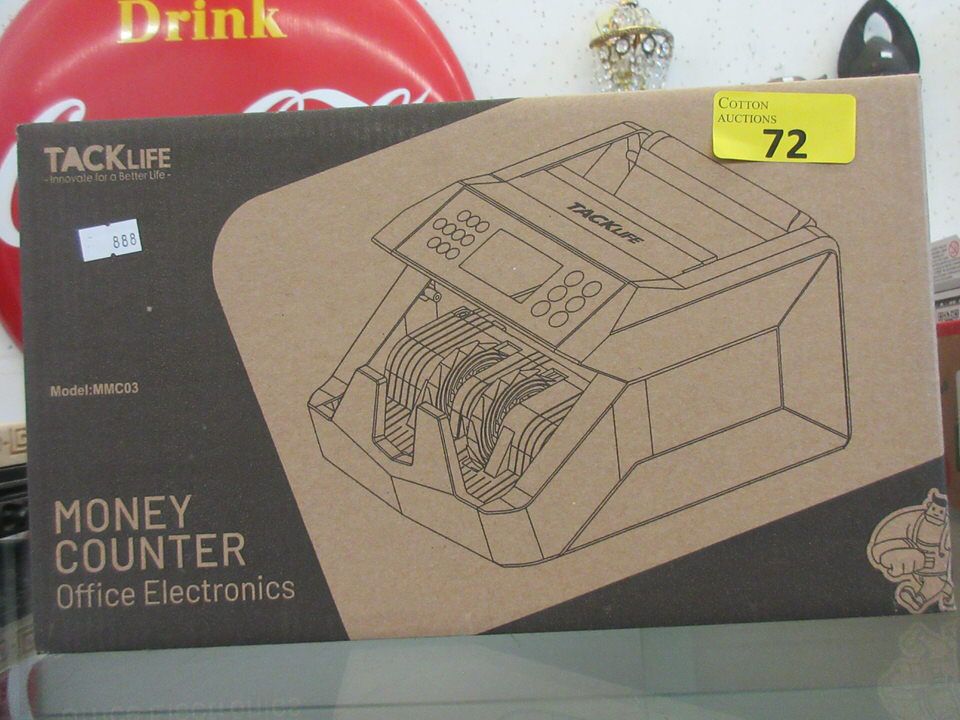 Drink
TACKLIFE
- Innovate for a Better Life -
888
COTTON
AUCTIONS
72
TACKLIFE
Model:MMC03
MONEY
COUNTER
Office Electronics